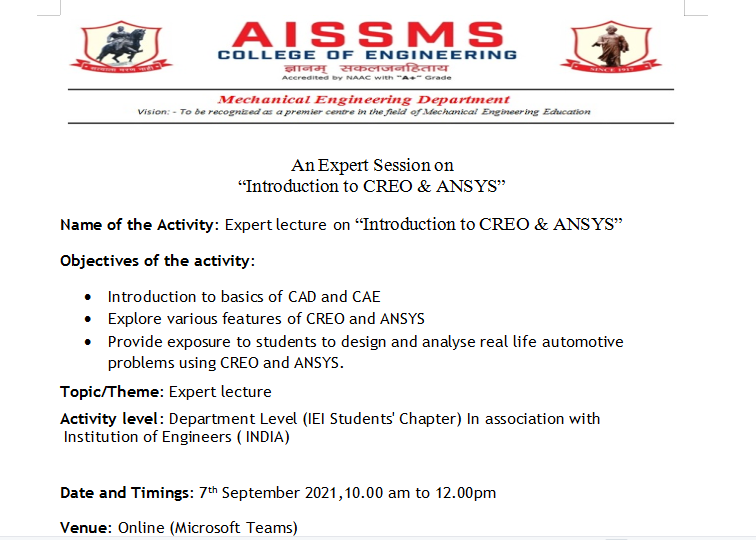 AISSMS
COLLEGE OF ENGINEERING
ज्ञानम् सकलजनहिताय
Accredited by NAAC with "A+" Grade
SINCE 1917
Mechanical Engineering Department
Vision: - To be recognized as a premier centre in the field of Mechanical Engineering Education
An Expert Session on
“Introduction to CREO & ANSYS”
Name of the Activity: Expert lecture on “Introduction to CREO & ANSYS”
Objectives of the activity:
• Introduction to basics of CAD and CAE
• Explore various features of CREO and ANSYS
• Provide exposure to students to design and analyse real life automotive
problems using CREO and ANSYS.
Topic/Theme: Expert lecture
Activity level: Department Level (IEI Students' Chapter) In association with
Institution of Engineers ( INDIA)
Date and Timings: 7th September 2021,10.00 am to 12.00pm
Venue: Online (Microsoft Teams)